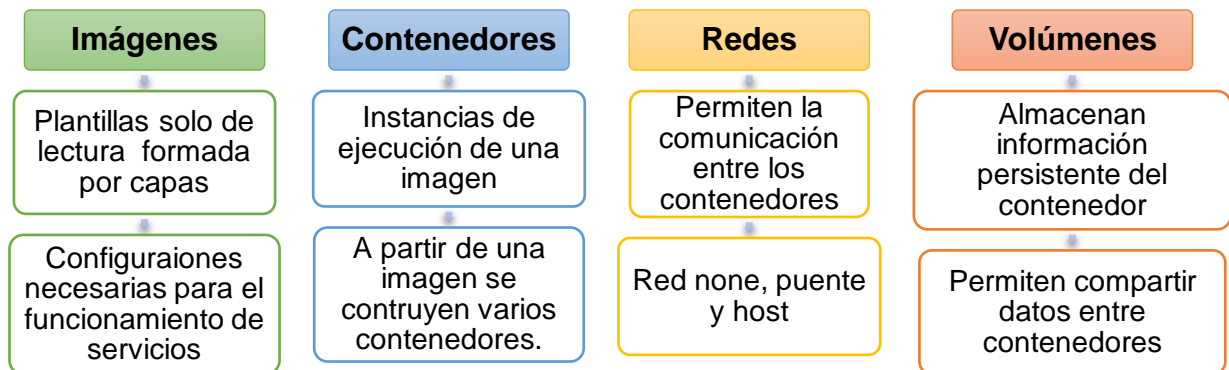 Imágenes
Plantillas solo de
lectura formada
por capas
Configuraiones
necesarias para el
funcionamiento de
servicios
Contenedores
Instancias de
ejecución de una
imagen
A partir de una
imagen se
contruyen varios
contenedores.
Redes
Permiten la
comunicación
entre los
contenedores
Red none, puente
y host
Volúmenes
Almacenan
información
persistente del
contenedor
Permiten compartir
datos entre
contenedores